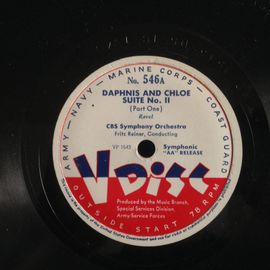 ARMY — NAVY — MARINE CORPS — COAST GUARD
No. 546A
DAPHNIS AND CHLOE
SUITE No. II
(Part One)
Ravel
CBS Symphony Orchestra
Fritz Reiner, Conducting
VP 1643
Symphonic
"AA" RELEASE
V Disc
Produced by the Music Branch,
Special Services Division,
Army Service Forces
OUTSIDE START 78 RPM